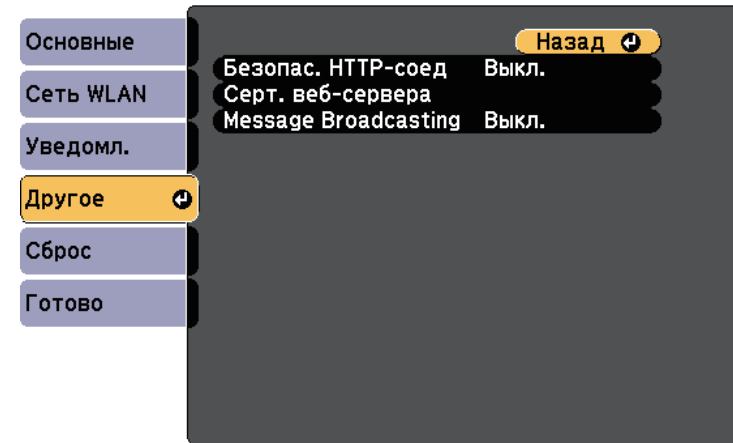 Основные
Сеть WLAN
Уведомл.
Другое
Сброс
Готово
Назад
Безопас. HTTP-соед Выкл.
Серт. веб-сервера
Message Broadcasting Выкл.